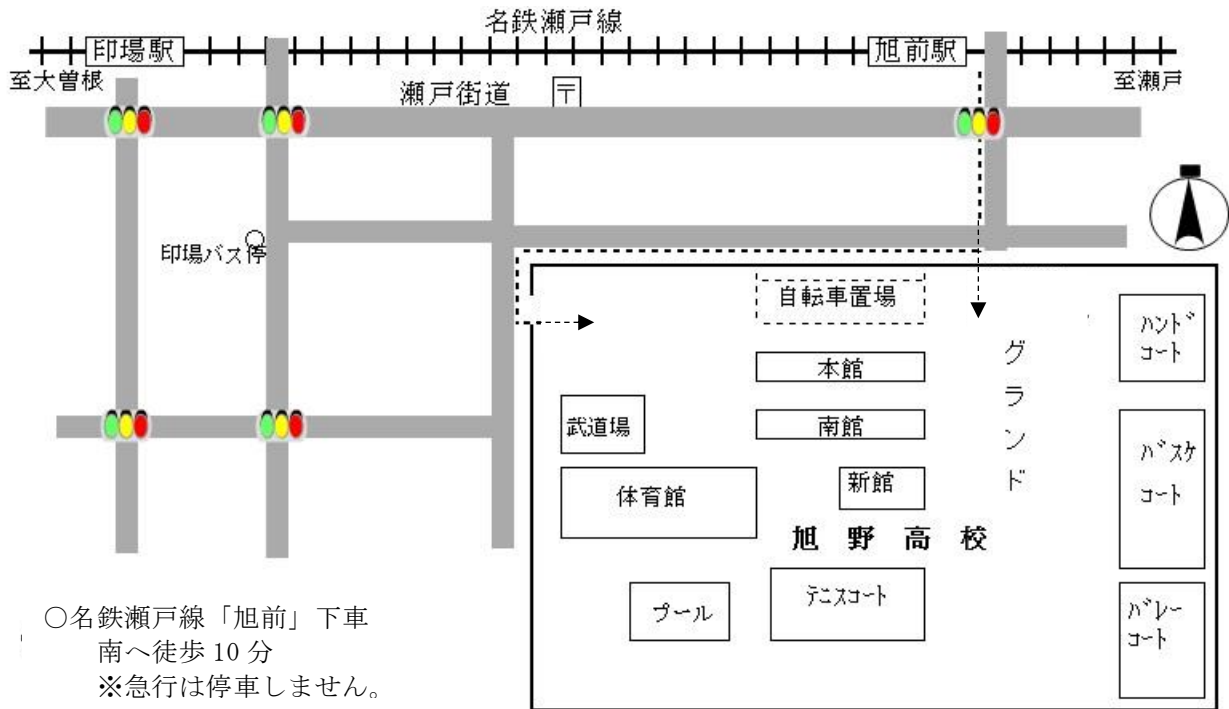 名鉄瀬戸線
印場駅
旭前駅
至大曽根
至瀬戸
瀬戸街道
〒
印場バス停
自転車置場
ハンド
コート
グランド
本館
武道場
南館
バスケ
コート
体育館
新館
旭野高校
プール
テニスコート
バレー
コート
○名鉄瀬戸線「旭前」下車
南へ徒歩 10 分
※急行は停車しません。